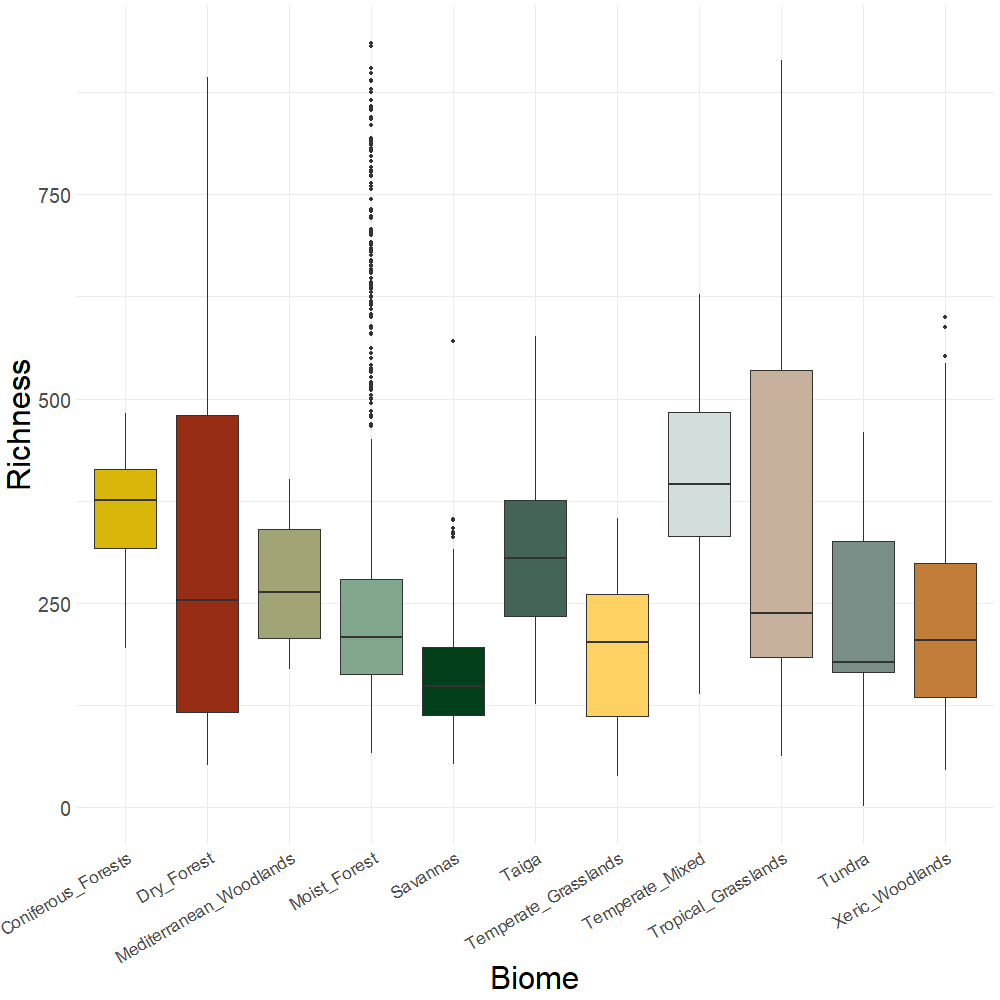 Richness
750
500
250
0
Coniferous_Forests
Dry_Forest
Mediterranean_Woodlands
Moist_Forest
Savannas
Taiga
Temperate_Grasslands
Temperate_Mixed
Tropical_Grasslands
Tundra
Xeric_Woodlands
Biome